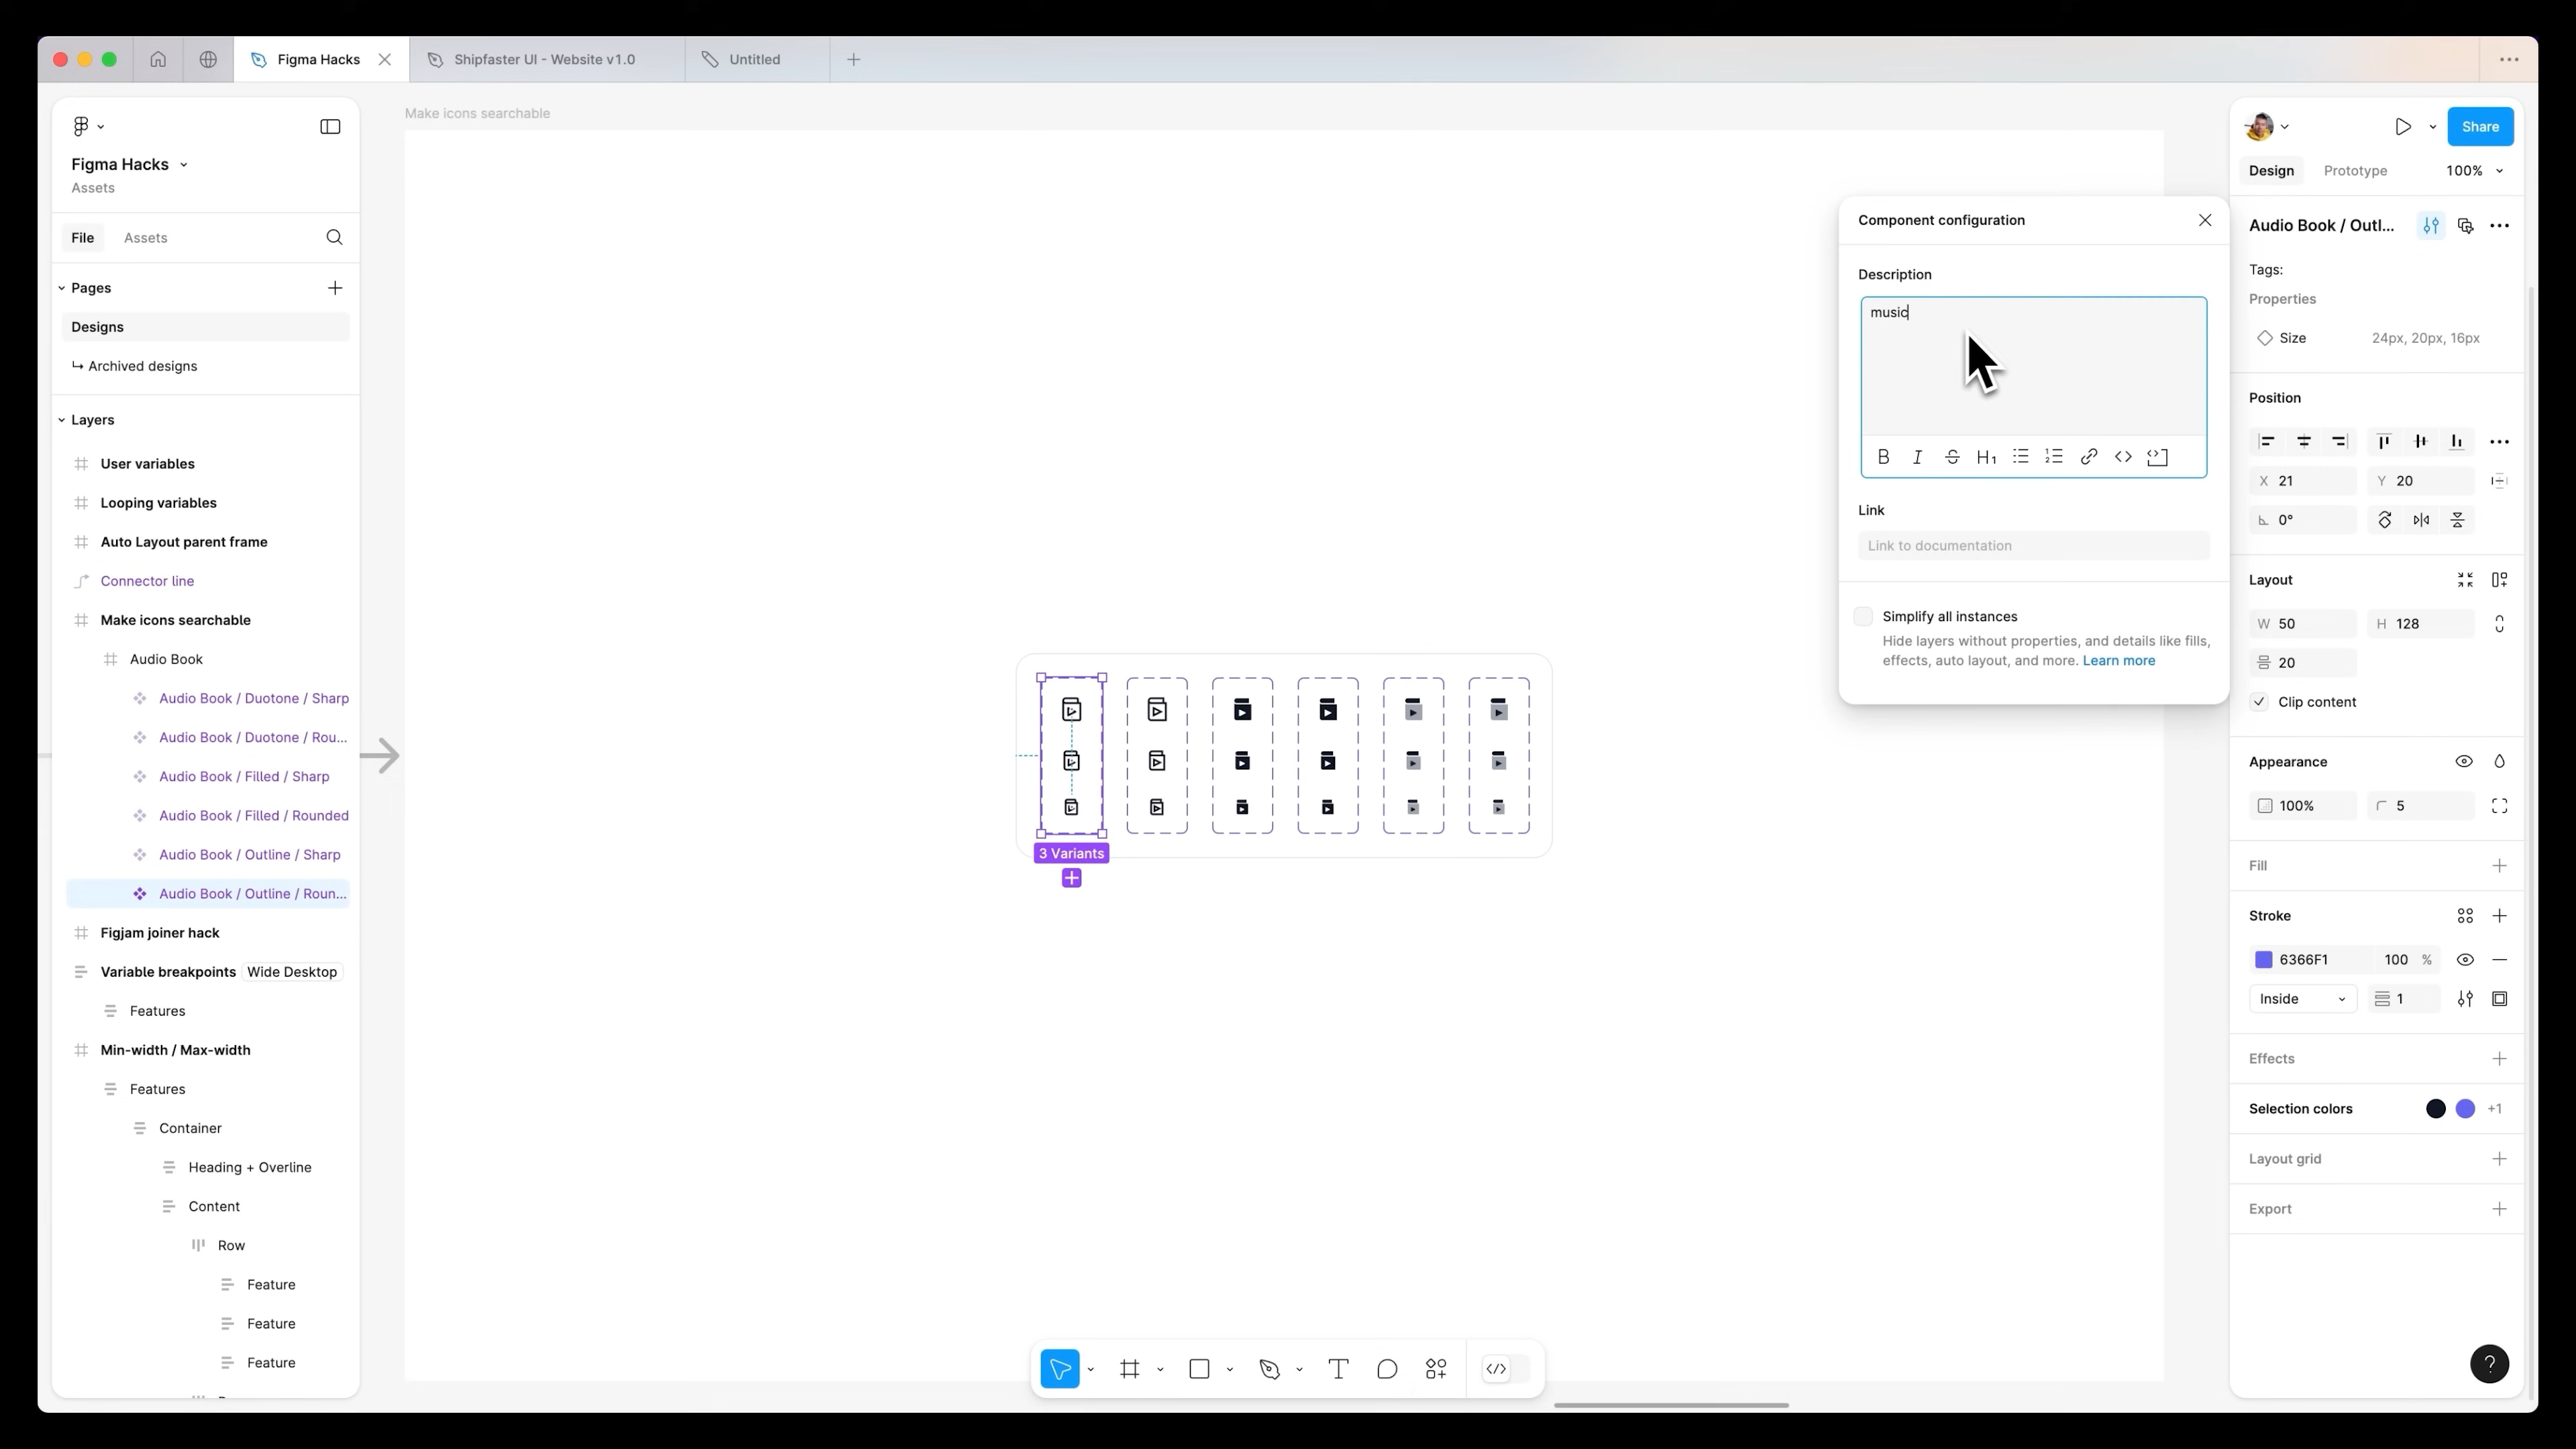 Figma Hacks
Shipfaster UI - Website v1.0
Untitled
Figma Hacks
Assets
File
Assets
Pages
Designs
Archived designs
Layers
User variables
Looping variables
Auto Layout parent frame
Connector line
Make icons searchable
Audio Book
Audio Book / Duotone / Sharp
Audio Book / Duotone / Rou...
Audio Book / Filled / Sharp
Audio Book / Filled / Rounded
Audio Book / Outline / Sharp
Audio Book / Outline / Roun...
Figjam joiner hack
Variable breakpoints Wide Desktop
Features
Min-width / Max-width
Features
Container
Heading + Overline
Content
Row
Feature
Feature
Feature
Make icons searchable
3 Variants
Component configuration
Description
music
B I S H1
Link
Link to documentation
Simplify all instances
Hide layers without properties, and details like fills,
effects, auto layout, and more. Learn more
Share
Design Prototype 100%
Audio Book / Outl...
Tags:
Properties
Size 24px, 20px, 16px
Position
X 21 Y 20
0°
Layout
W 50 H 128
20
Clip content
Appearance
100% 5
Fill
Stroke
6366F1 100 %
Inside 1
Effects
Selection colors +1
Layout grid
Export
?